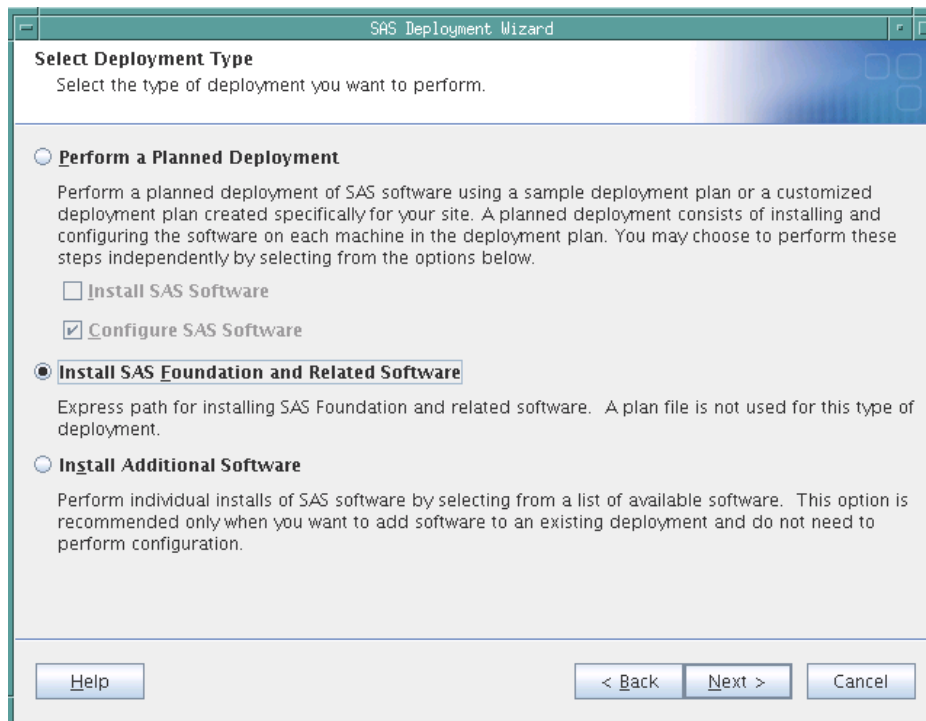 SAS Deployment Wizard
Select Deployment Type
Select the type of deployment you want to perform.
Perform a Planned Deployment
Perform a planned deployment of SAS software using a sample deployment plan or a customized
deployment plan created specifically for your site. A planned deployment consists of installing and
configuring the software on each machine in the deployment plan. You may choose to perform these
steps independently by selecting from the options below.
Install SAS Software
Configure SAS Software
Install SAS Foundation and Related Software
Express path for installing SAS Foundation and related software. A plan file is not used for this type of
deployment.
Install Additional Software
Perform individual installs of SAS software by selecting from a list of available software. This option is
recommended only when you want to add software to an existing deployment and do not need to
perform configuration.
Help
< Back
Next >
Cancel